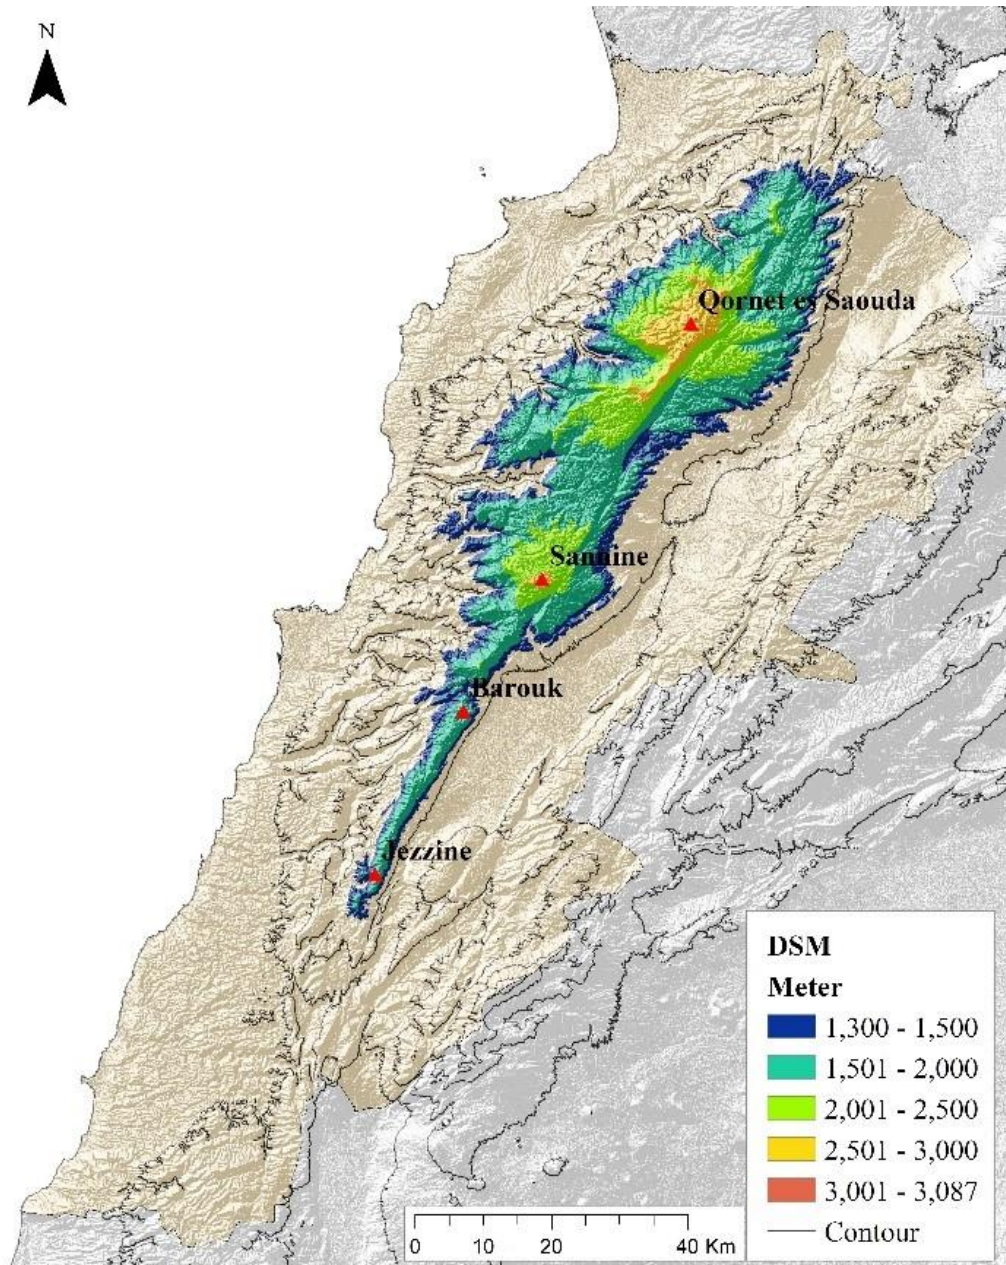 N
Qornet es Saouda
Sannine
Barouk
Jezzine
DSM
Meter
1,300 - 1,500
1,501 - 2,000
2,001 - 2,500
2,501 - 3,000
3,001 - 3,087
Contour
0 10 20 40 Km